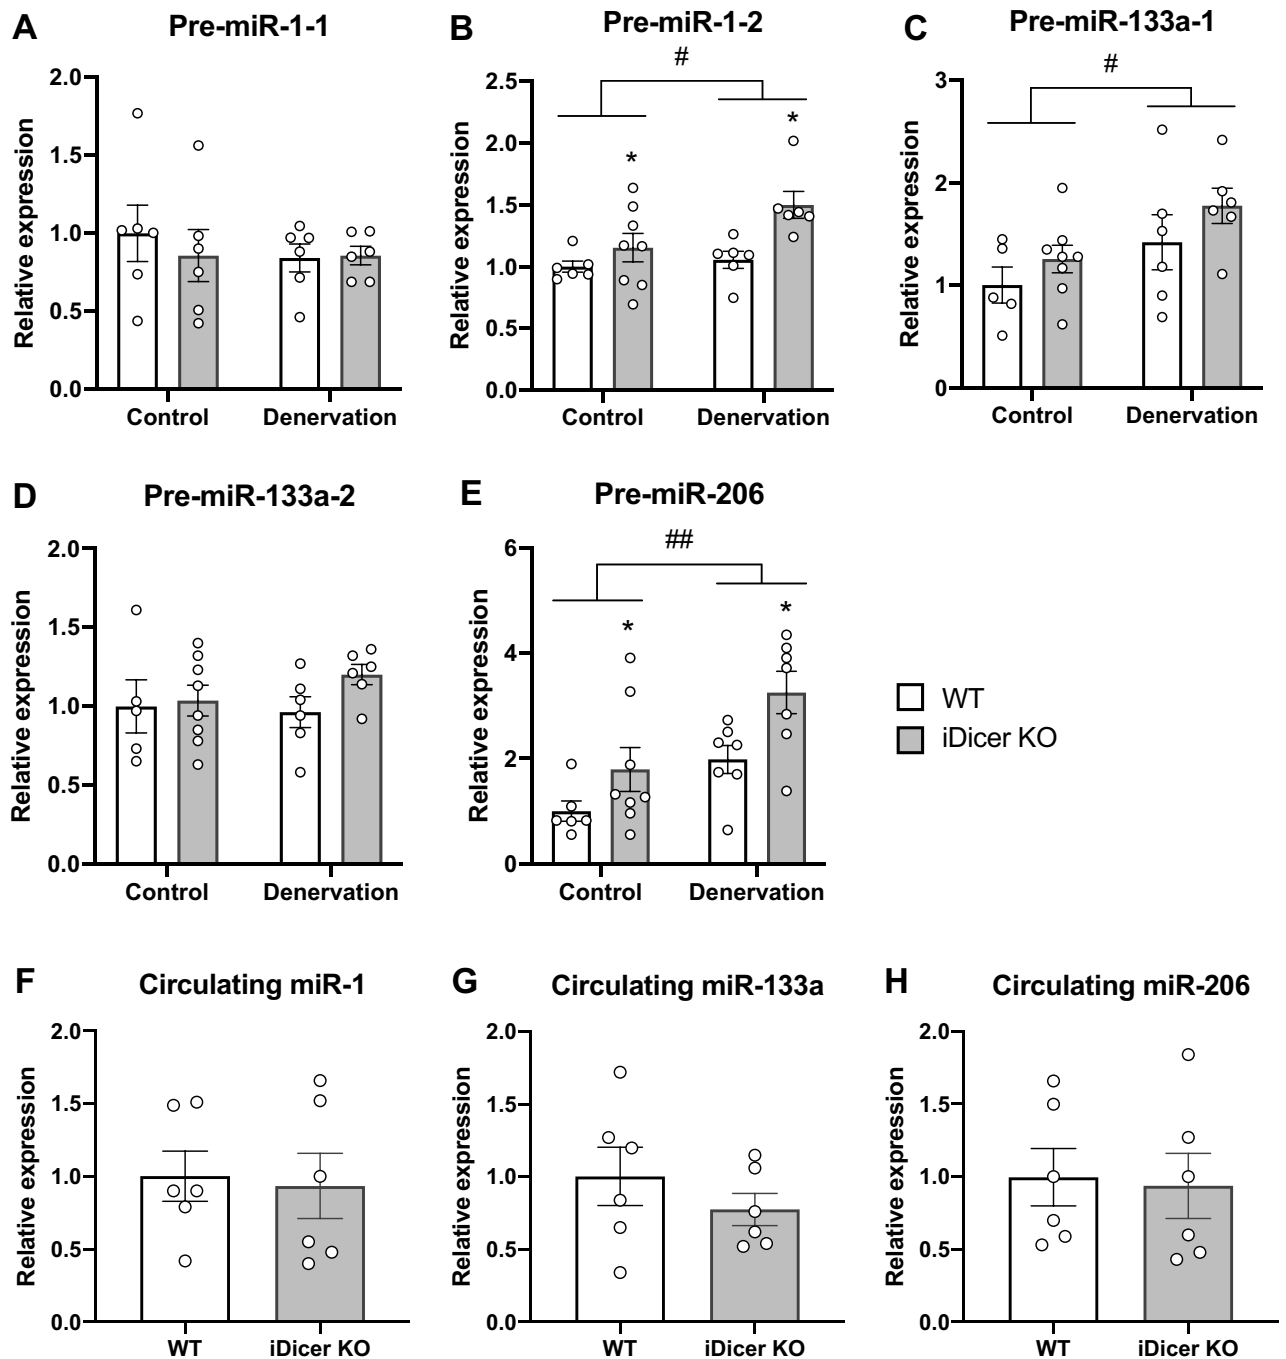 A Pre-miR-1-1
Relative expression
2.0
1.5
1.0
0.5
0.0
Control Denervation
B Pre-miR-1-2
#
Relative expression
2.5
2.0
1.5
1.0
0.5
0.0
* *
Control Denervation
C Pre-miR-133a-1
#
Relative expression
3
2
1
0
Control Denervation
D Pre-miR-133a-2
Relative expression
2.0
1.5
1.0
0.5
0.0
Control Denervation
E Pre-miR-206
##
Relative expression
6
4
2
0
* *
Control Denervation
WT
iDicer KO
F Circulating miR-1
Relative expression
2.0
1.5
1.0
0.5
0.0
WT iDicer KO
G Circulating miR-133a
Relative expression
2.0
1.5
1.0
0.5
0.0
WT iDicer KO
H Circulating miR-206
Relative expression
2.0
1.5
1.0
0.5
0.0
WT iDicer KO